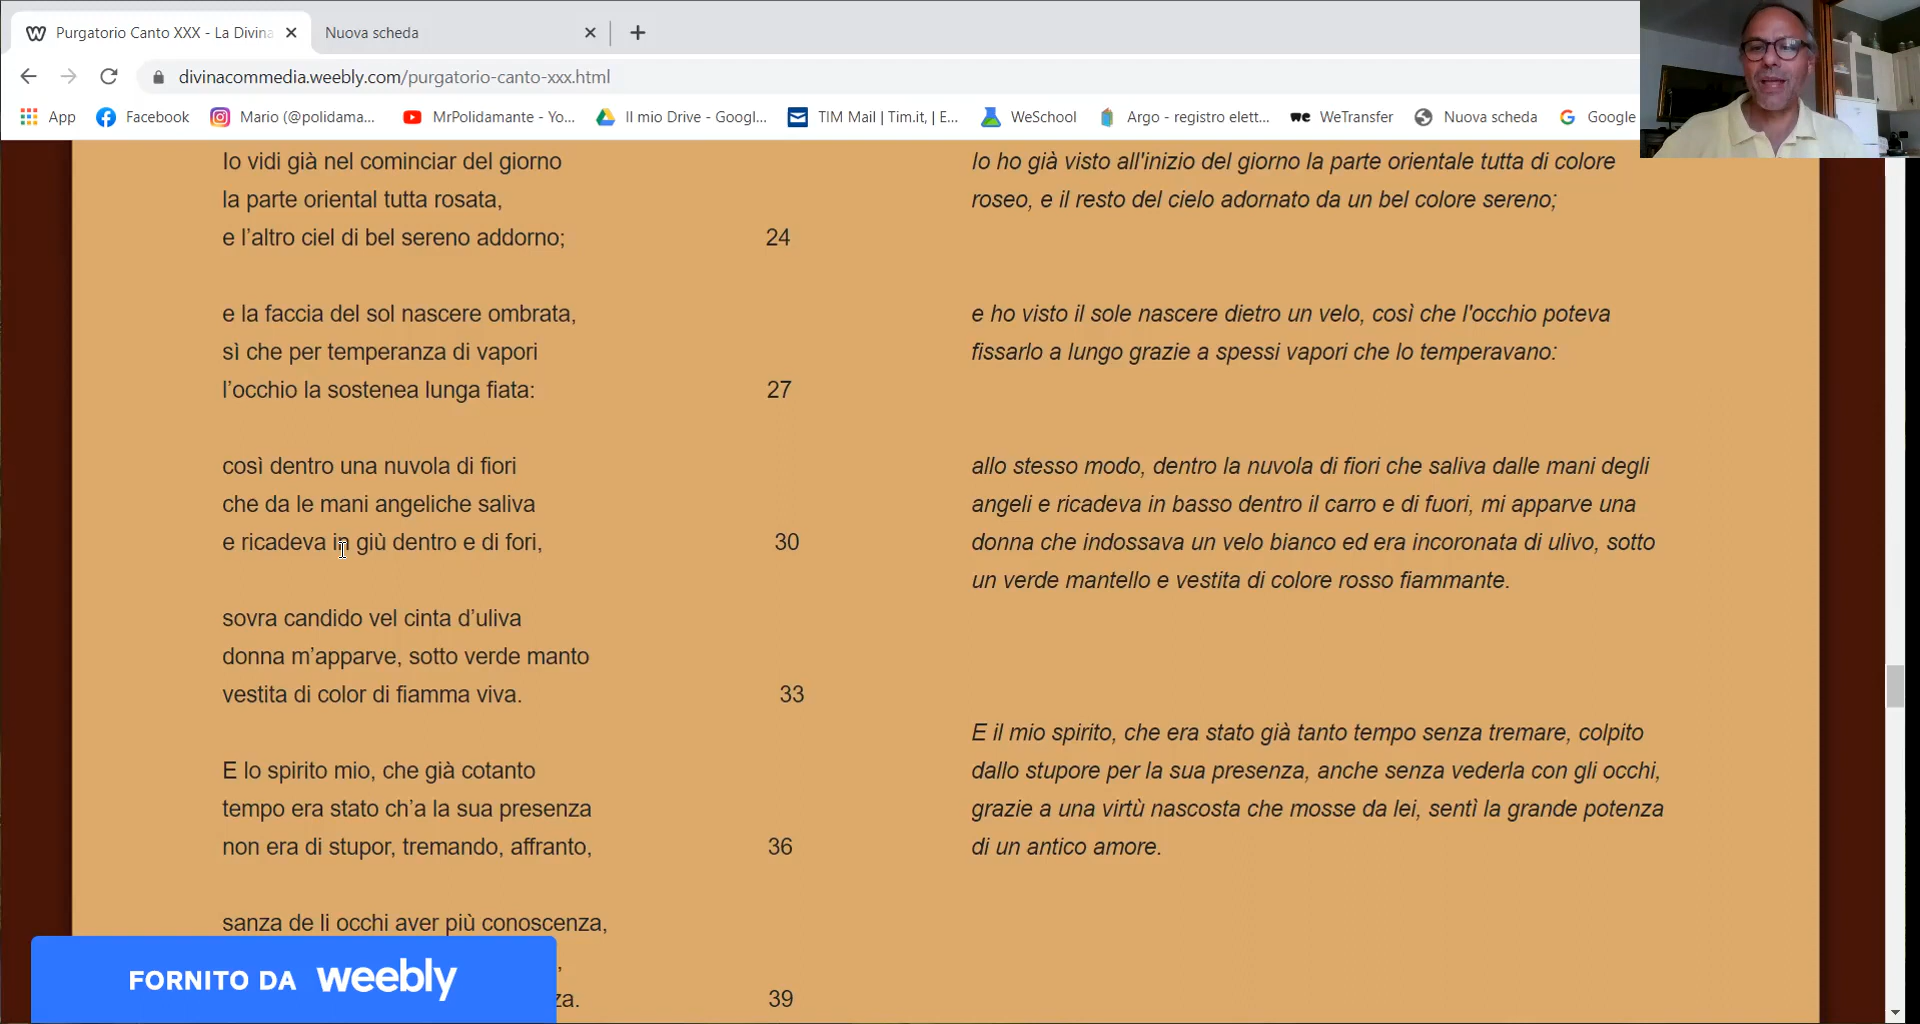 Purgatorio Canto XXX - La Divina
Nuova scheda
divinacommedia.weebly.com/purgatorio-canto-xxx.html
App
Facebook
Mario (@polidama...
MrPolidamante - Yo...
Il mio Drive - Googl...
TIM Mail | Tim.it, | E...
WeSchool
Argo - registro elett...
we WeTransfer
Nuova scheda
Google
Io vidi già nel cominciar del giorno
la parte oriental tutta rosata,
e l’altro ciel di bel sereno addorno; 24
e la faccia del sol nascere ombrata,
sì che per temperanza di vapori
l’occhio la sostenea lunga fiata: 27
così dentro una nuvola di fiori
che da le mani angeliche saliva
e ricadeva in giù dentro e di fori, 30
sovra candido vel cinta d’uliva
donna m’apparve, sotto verde manto
vestita di color di fiamma viva. 33
E lo spirito mio, che già cotanto
tempo era stato ch’a la sua presenza
non era di stupor, tremando, affranto, 36
sanza de li occhi aver più conoscenza,
,
za. 39
Io ho già visto all'inizio del giorno la parte orientale tutta di colore
roseo, e il resto del cielo adornato da un bel colore sereno;
e ho visto il sole nascere dietro un velo, così che l'occhio poteva
fissarlo a lungo grazie a spessi vapori che lo temperavano:
allo stesso modo, dentro la nuvola di fiori che saliva dalle mani degli
angeli e ricadeva in basso dentro il carro e di fuori, mi apparve una
donna che indossava un velo bianco ed era incoronata di ulivo, sotto
un verde mantello e vestita di colore rosso fiammante.
E il mio spirito, che era stato già tanto tempo senza tremare, colpito
dallo stupore per la sua presenza, anche senza vederla con gli occhi,
grazie a una virtù nascosta che mosse da lei, sentì la grande potenza
di un antico amore.
FORNITO DA weebly